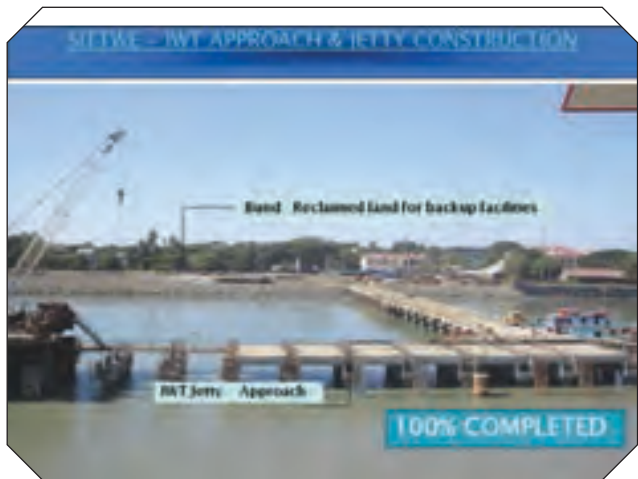 SITTWE - IWT APPROACH & JETTY CONSTRUCTION
Bund Reclaimed land for backup facilities
IWT Jetty Approach
100% COMPLETED